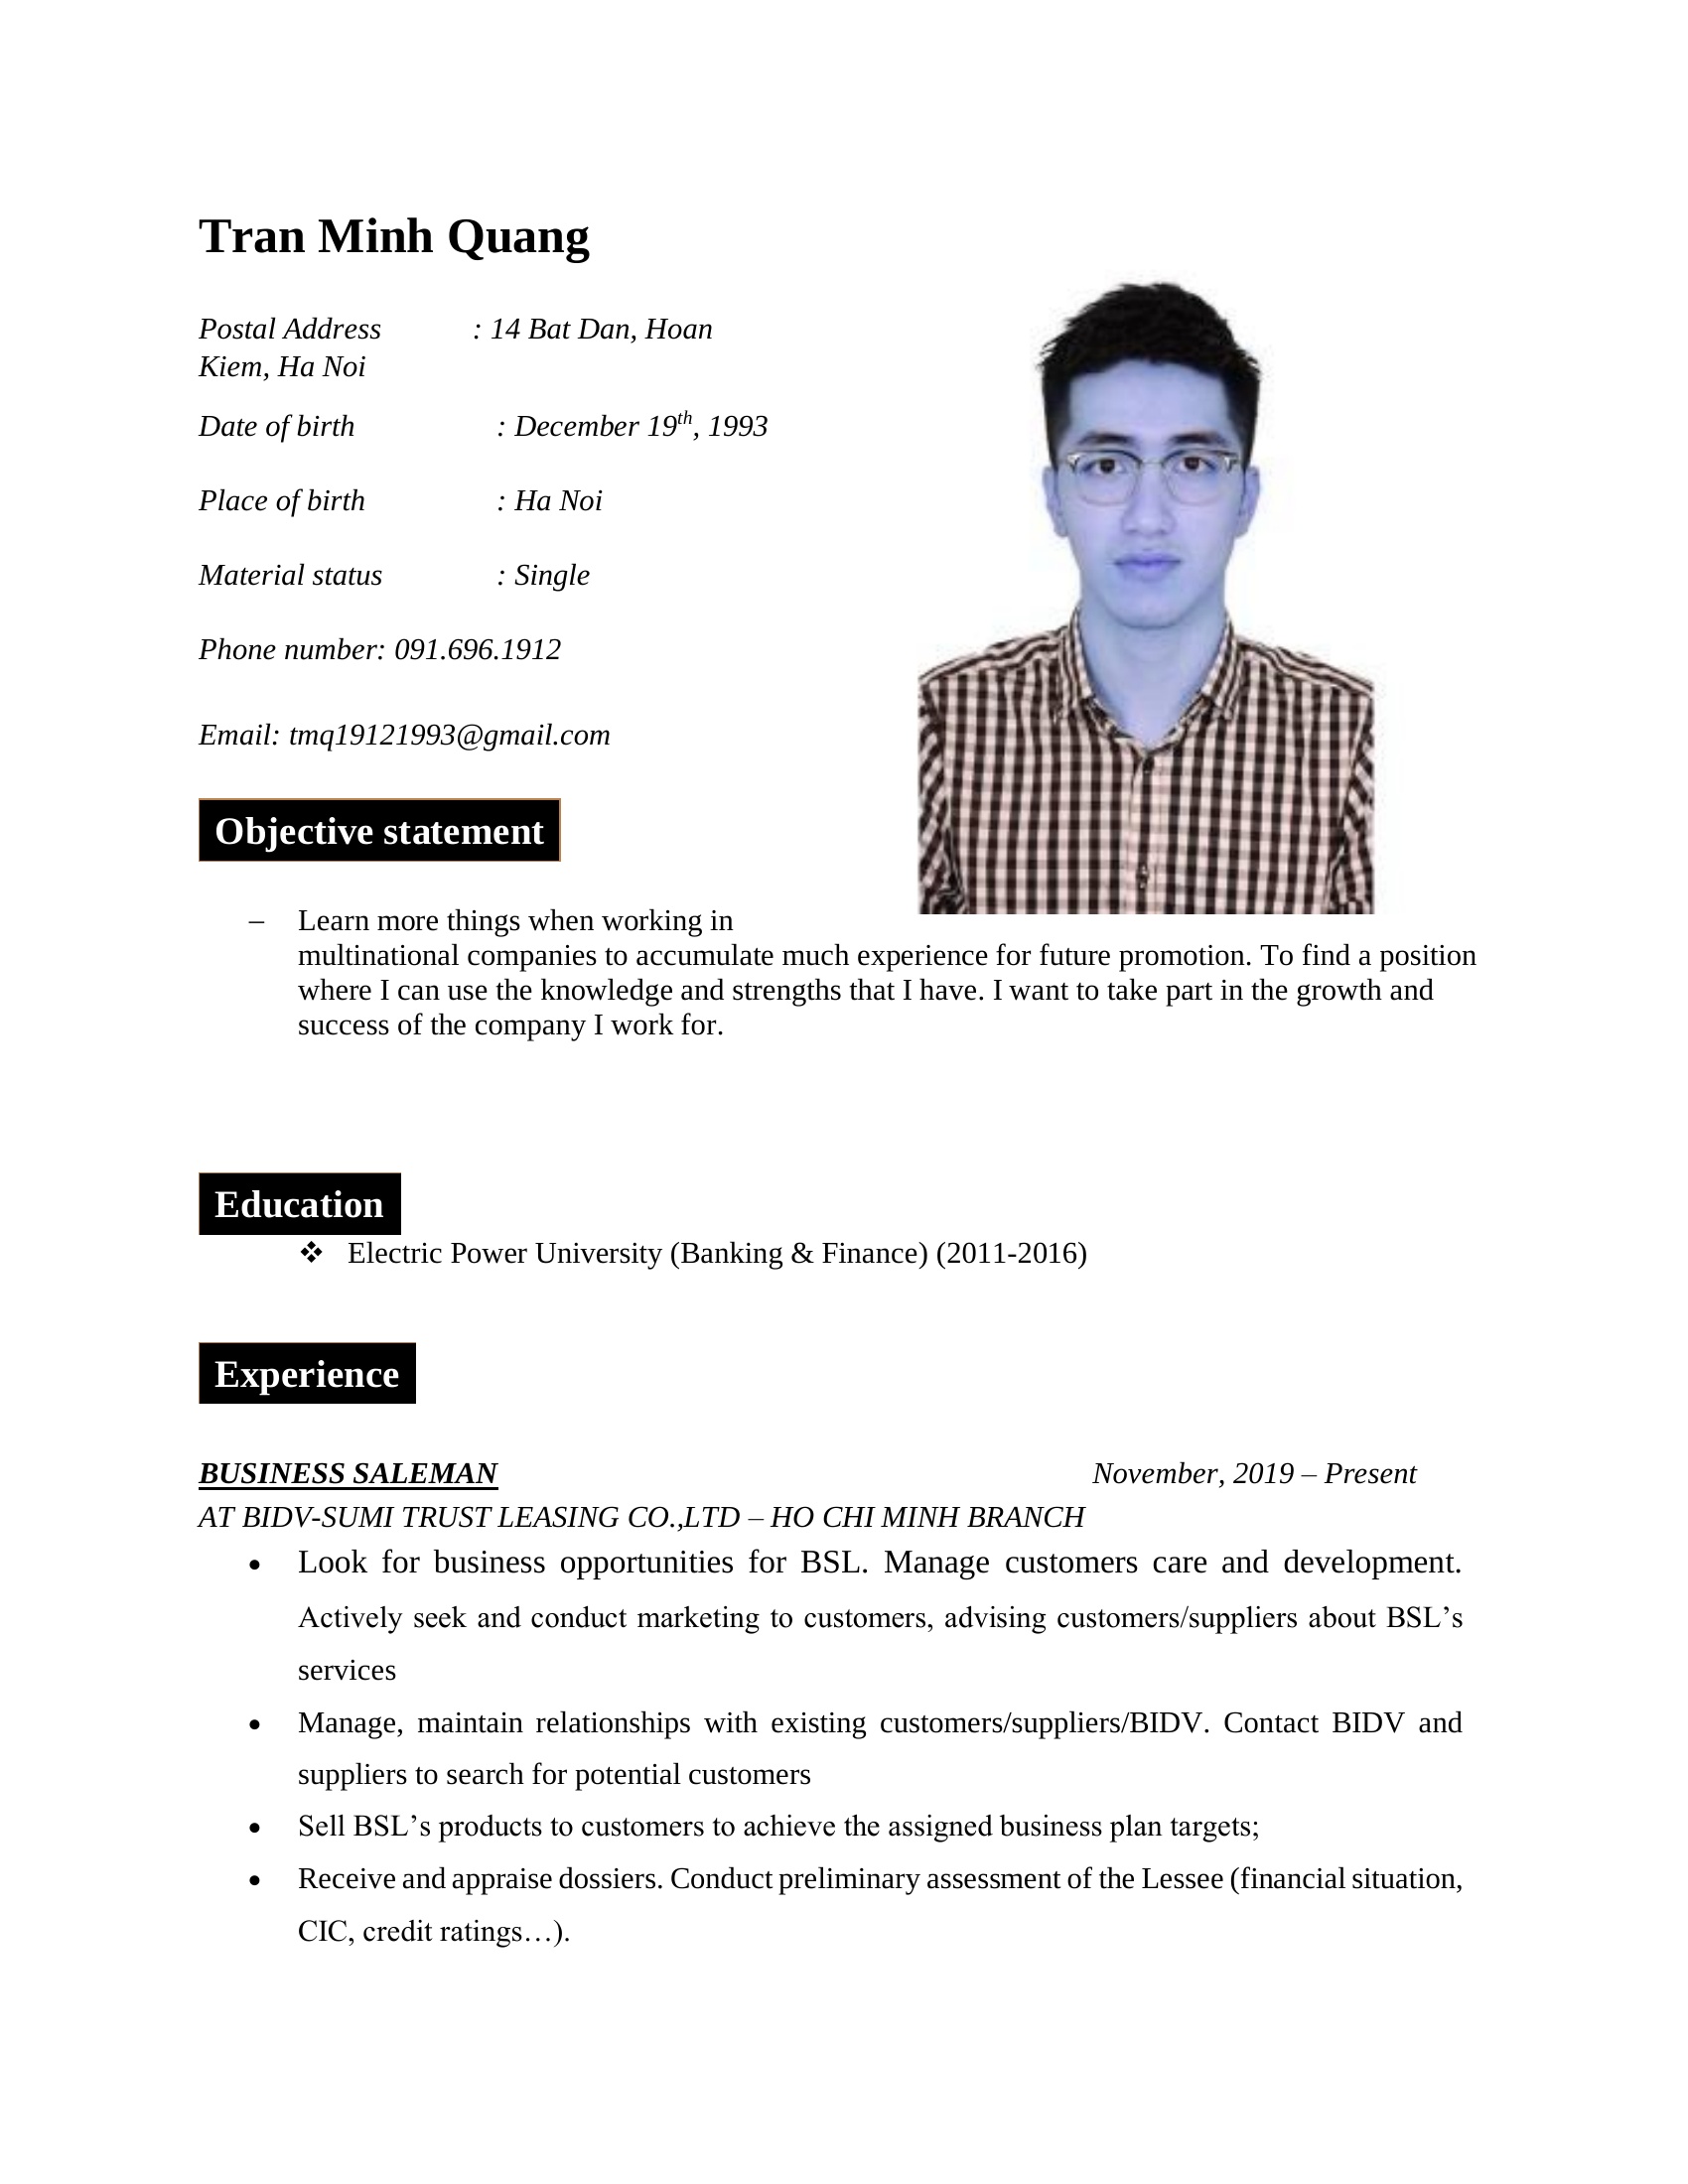 Tran Minh Quang
Postal Address : 14 Bat Dan, Hoan
Kiem, Ha Noi
Date of birth : December 19th, 1993
Place of birth : Ha Noi
Material status : Single
Phone number: 091.696.1912
Email: tmq19121993@gmail.com
Objective statement
– Learn more things when working in
multinational companies to accumulate much experience for future promotion. To find a position
where I can use the knowledge and strengths that I have. I want to take part in the growth and
success of the company I work for.
Education
❖ Electric Power University (Banking & Finance) (2011-2016)
Experience
BUSINESS SALEMAN November, 2019 – Present
AT BIDV-SUMI TRUST LEASING CO.,LTD – HO CHI MINH BRANCH
• Look for business opportunities for BSL. Manage customers care and development.
Actively seek and conduct marketing to customers, advising customers/suppliers about BSL’s
services
• Manage, maintain relationships with existing customers/suppliers/BIDV. Contact BIDV and
suppliers to search for potential customers
• Sell BSL’s products to customers to achieve the assigned business plan targets;
• Receive and appraise dossiers. Conduct preliminary assessment of the Lessee (financial situation,
CIC, credit ratings…).